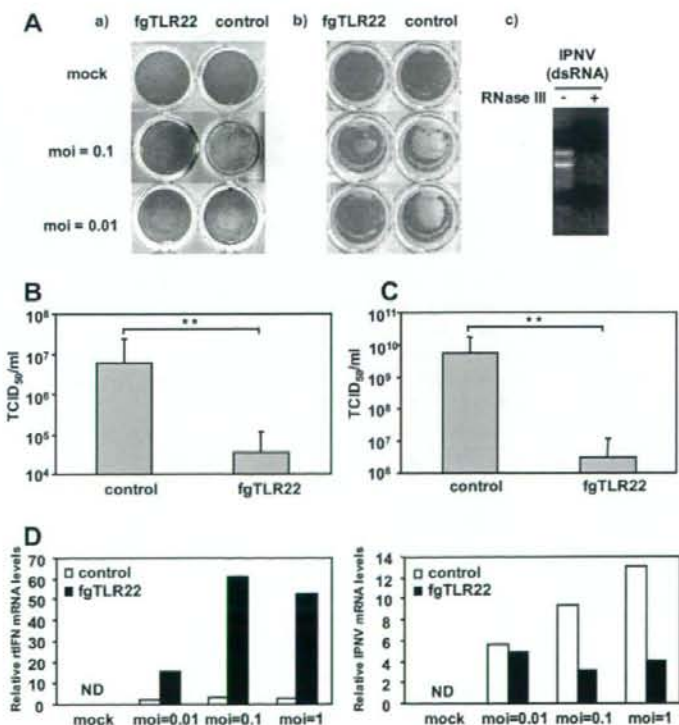 A a) fgTLR22 control b) fgTLR22 control c)
IPNV
(dsRNA)
RNase III - +
mock
moi = 0.1
moi = 0.01
B
10⁸
10⁷
10⁶
10⁵
10⁴
TCID₅₀/ml
**
control fgTLR22
C
10¹¹
10¹⁰
10⁹
10⁸
10⁷
10⁶
TCID₅₀/ml
**
control fgTLR22
D
Relative rtIFN mRNA levels
70
60
50
40
30
20
10
0
control
fgTLR22
ND
mock moi=0.01 moi=0.1 moi=1
Relative IPNV mRNA levels
14
12
10
8
6
4
2
0
control
fgTLR22
ND
mock moi=0.01 moi=0.1 moi=1